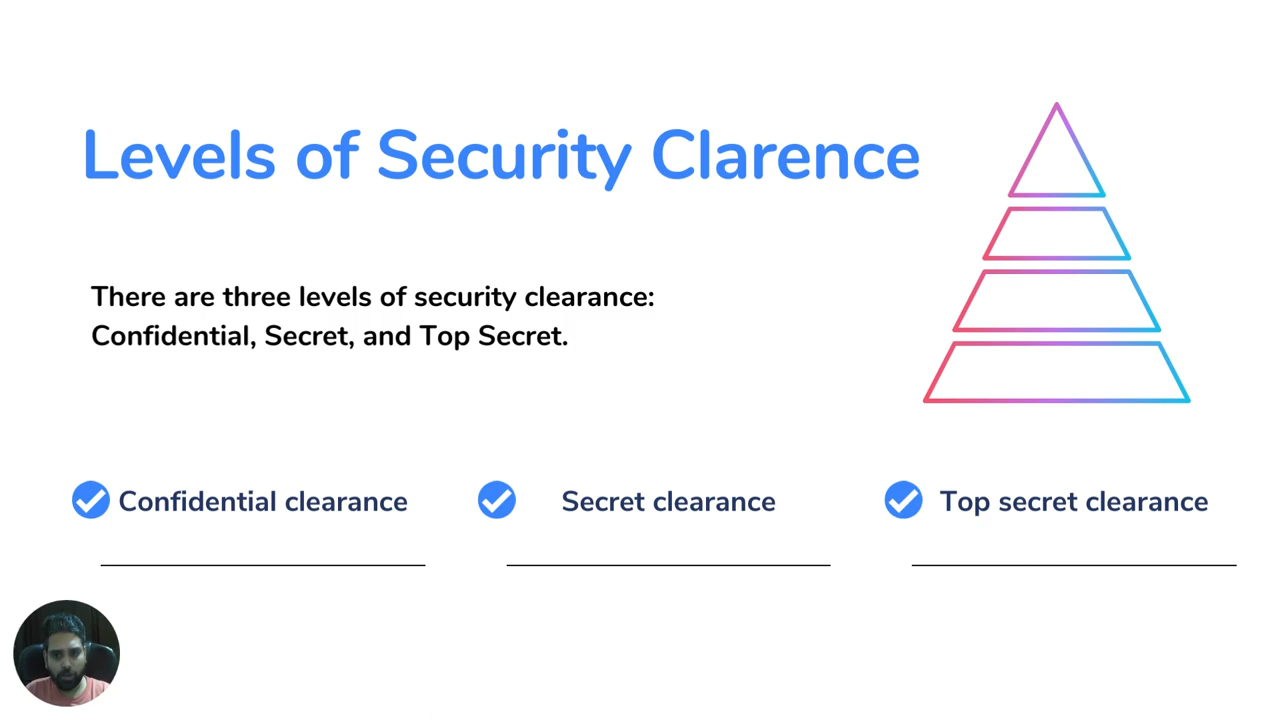 Levels of Security Clarence
There are three levels of security clearance:
Confidential, Secret, and Top Secret.
Confidential clearance
Secret clearance
Top secret clearance